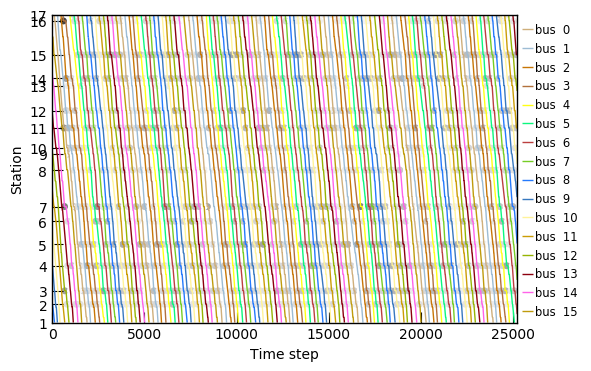 17
16
15
14
13
12
11
10
9
8
7
6
5
4
3
2
1
Station
0 5000 10000 15000 20000 25000
Time step
bus 0
bus 1
bus 2
bus 3
bus 4
bus 5
bus 6
bus 7
bus 8
bus 9
bus 10
bus 11
bus 12
bus 13
bus 14
bus 15